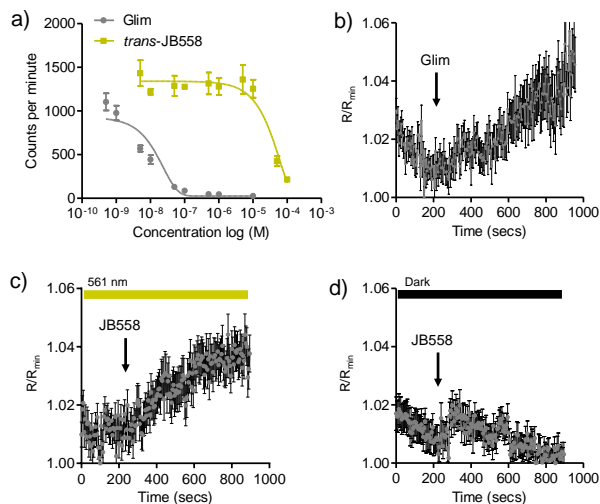 a)
Glim
trans-JB558
Counts per minute
2000
1500
1000
500
0
10-10 10-9 10-8 10-7 10-6 10-5 10-4 10-3
Concentration log (M)
b)
Glim
R/Rmin
1.06
1.04
1.02
1.00
0 200 400 600 800 1000
Time (secs)
c)
561 nm
JB558
R/Rmin
1.06
1.04
1.02
1.00
0 200 400 600 800 1000
Time (secs)
d)
Dark
JB558
R/Rmin
1.06
1.04
1.02
1.00
0 200 400 600 800 1000
Time (secs)